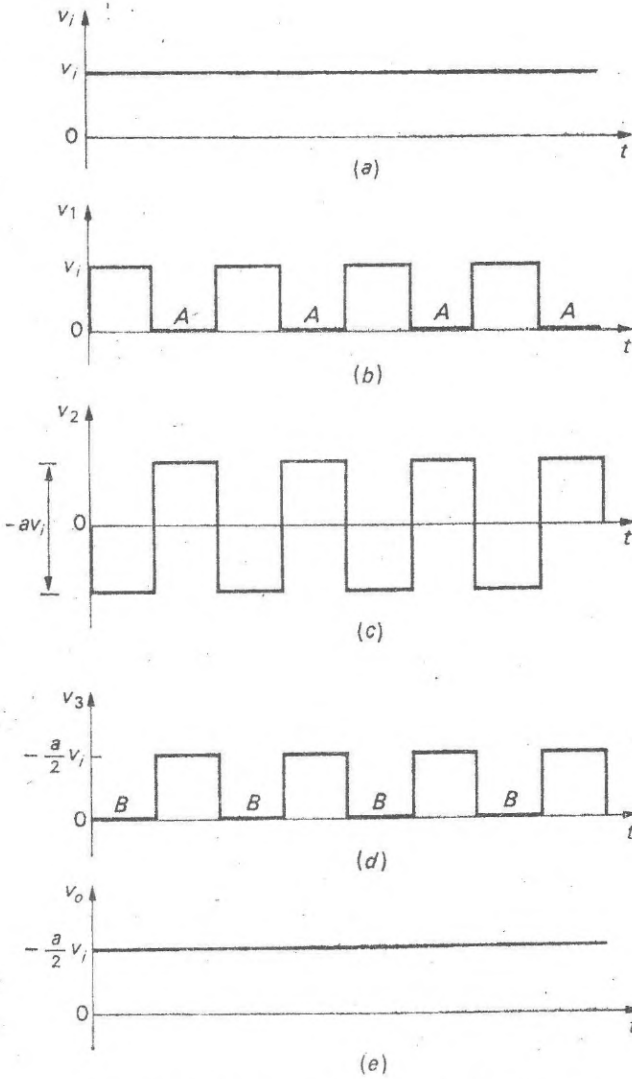 v_i
v_i
0
t
(a)
v_1
v_i
A A A A
0
t
(b)
v_2
-av_i
0
t
(c)
v_3
-a/2 v_i
B B B B
0
t
(d)
v_o
-a/2 v_i
0
t
(e)